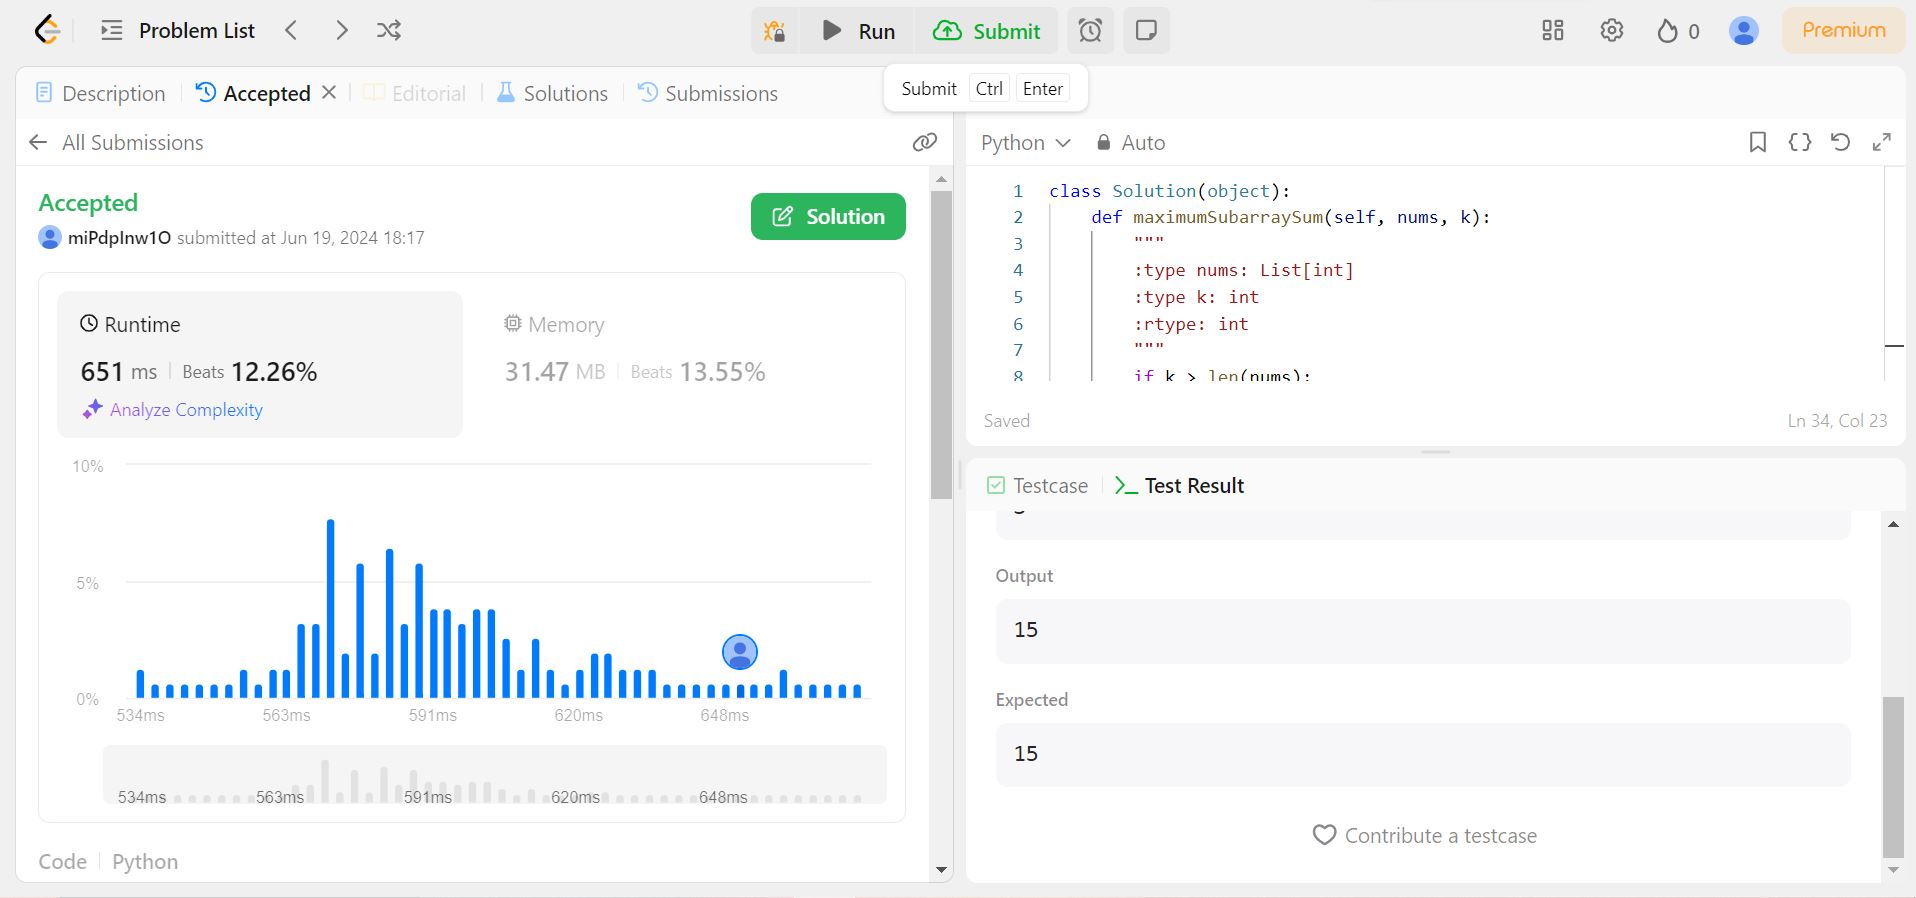 Problem List
Run
Submit
0
Premium
Submit Ctrl Enter
Description
Accepted
Editorial
Solutions
Submissions
All Submissions
Accepted
miPdpInw1O submitted at Jun 19, 2024 18:17
Solution
Runtime
651 ms | Beats 12.26%
Analyze Complexity
Memory
31.47 MB | Beats 13.55%
10%
5%
0%
534ms 563ms 591ms 620ms 648ms
534ms 563ms 591ms 620ms 648ms
Code | Python
Python Auto
1 class Solution(object):
2 def maximumSubarraySum(self, nums, k):
3 """
4 :type nums: List[int]
5 :type k: int
6 :rtype: int
7 """
8 if k > len(nums):
Saved
Ln 34, Col 23
Testcase
Test Result
Output
15
Expected
15
Contribute a testcase